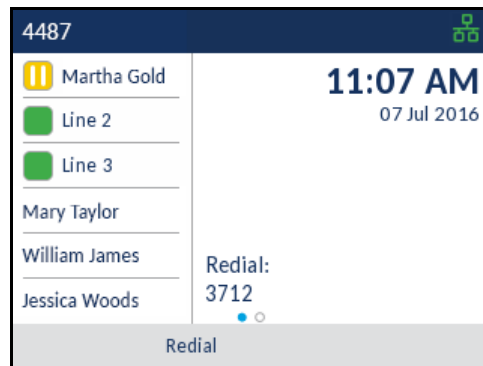 4487
Martha Gold
Line 2
Line 3
Mary Taylor
William James
Jessica Woods
11:07 AM
07 Jul 2016
Redial:
3712
Redial